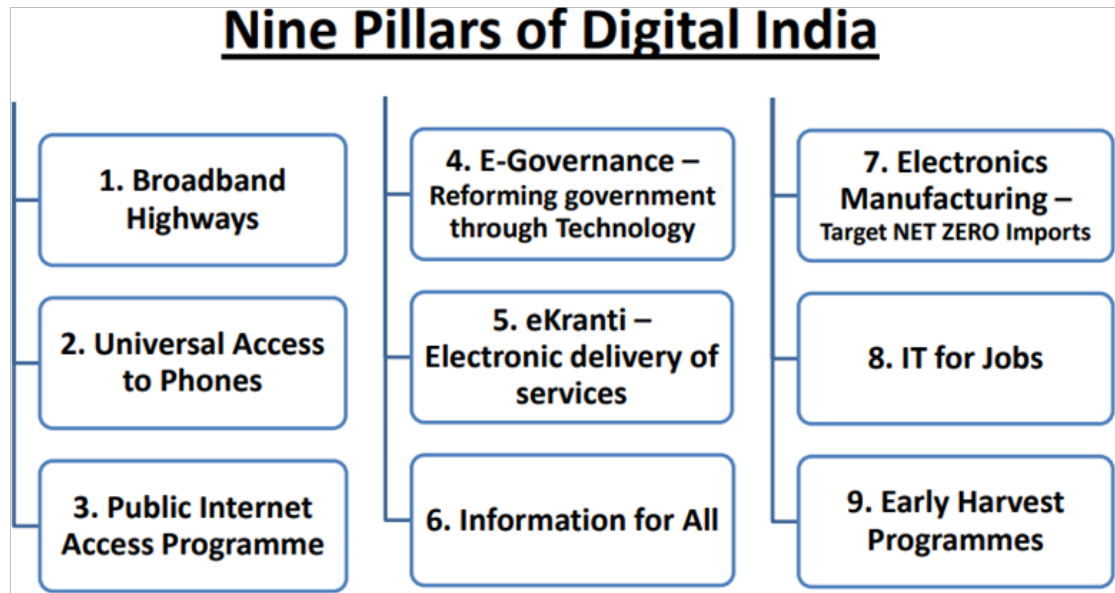 Nine Pillars of Digital India
1. Broadband
Highways
2. Universal Access
to Phones
3. Public Internet
Access Programme
4. E-Governance –
Reforming government
through Technology
5. eKranti –
Electronic delivery of
services
6. Information for All
7. Electronics
Manufacturing –
Target NET ZERO Imports
8. IT for Jobs
9. Early Harvest
Programmes